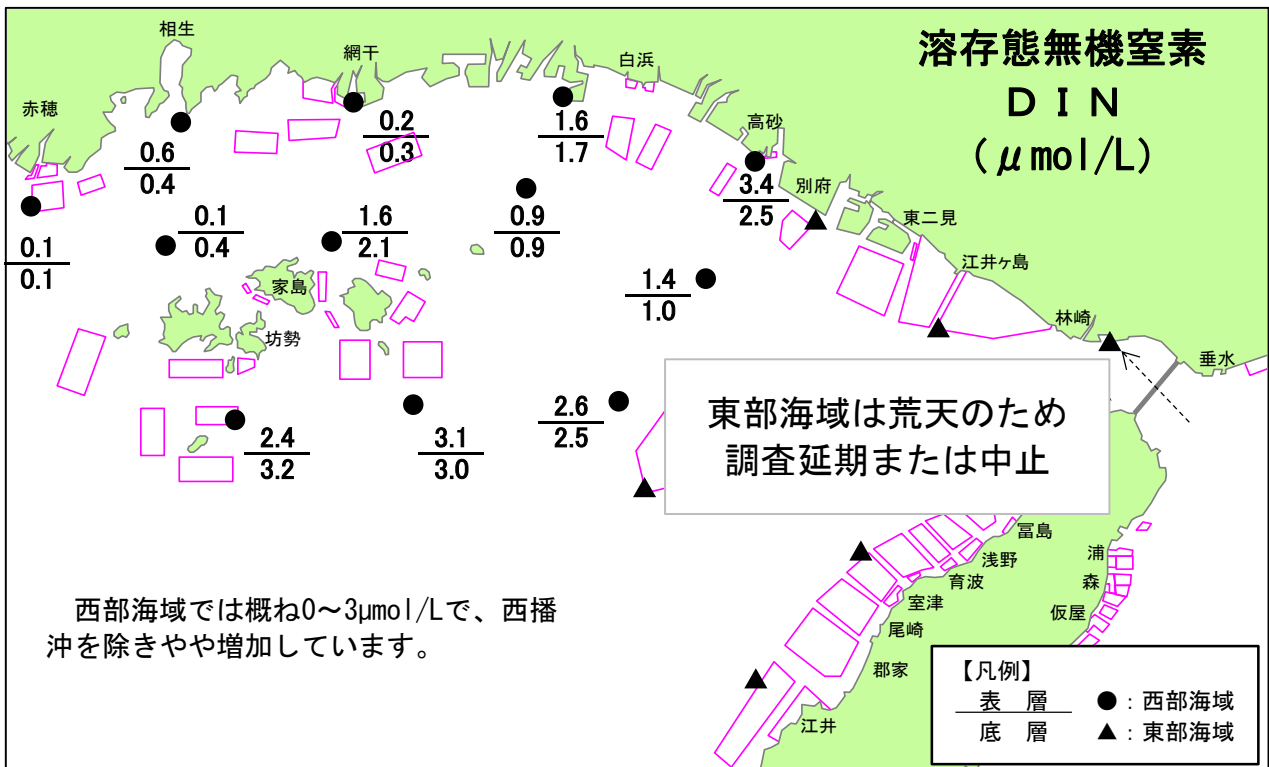 溶存態無機窒素
DIN
(μmol/L)
相生
網干
白浜
赤穂
高砂
別府
東二見
江井ヶ島
林崎
垂水
0.6
0.4
0.2
0.3
1.6
1.7
3.4
2.5
0.1
0.1
0.1
0.4
1.6
2.1
0.9
0.9
1.4
1.0
家島
坊勢
2.4
3.2
3.1
3.0
2.6
2.5
東部海域は荒天のため
調査延期または中止
冨島
浅野
育波
室津
尾崎
郡家
江井
浦
森
仮屋
西部海域では概ね0～3μmol/Lで、西播
沖を除きやや増加しています。
【凡例】
表 層
底 層
●：西部海域
▲：東部海域